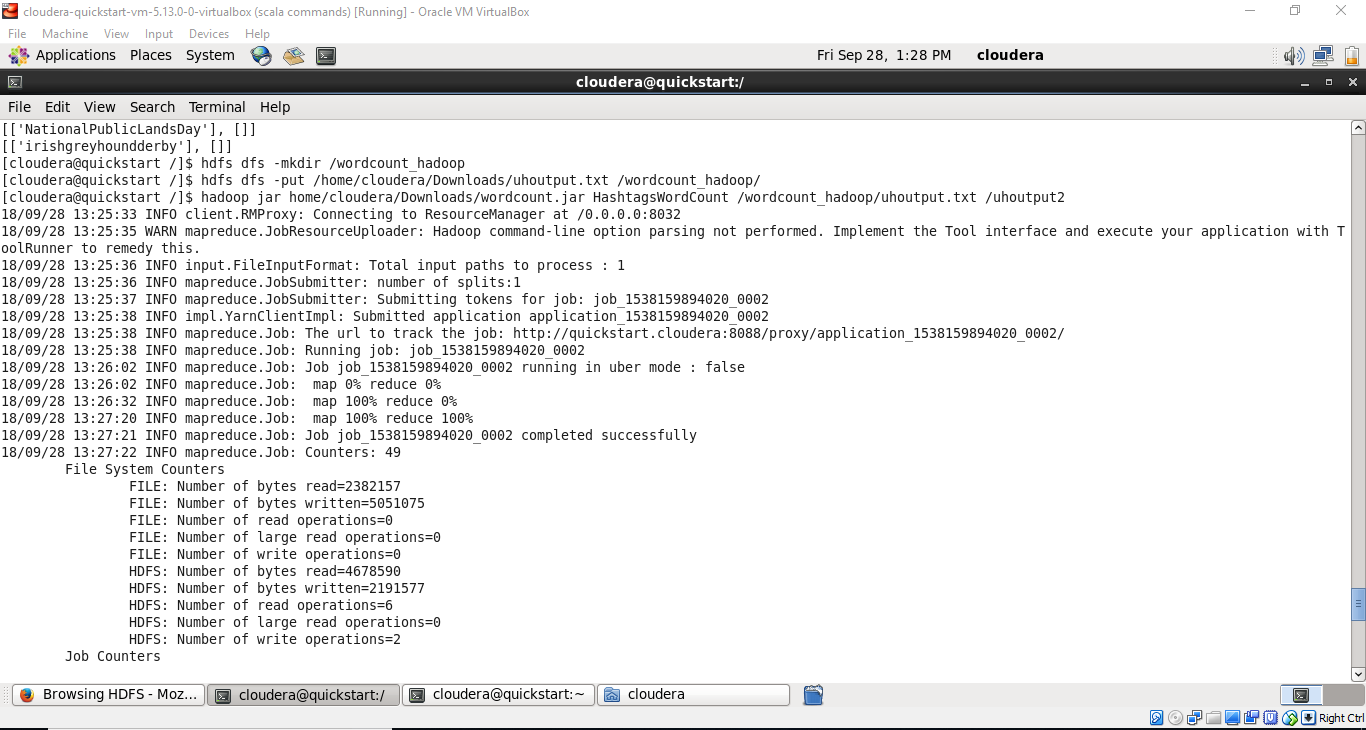 cloudera-quickstart-vm-5.13.0-0-virtualbox (scala commands) [Running] - Oracle VM VirtualBox
File Machine View Input Devices Help
Applications Places System Fri Sep 28, 1:28 PM cloudera
cloudera@quickstart:/
File Edit View Search Terminal Help
[['NationalPublicLandsDay'], []]
[['irishgreyhoundderby'], []]
[cloudera@quickstart /]$ hdfs dfs -mkdir /wordcount_hadoop
[cloudera@quickstart /]$ hdfs dfs -put /home/cloudera/Downloads/uhoutput.txt /wordcount_hadoop/
[cloudera@quickstart /]$ hadoop jar home/cloudera/Downloads/wordcount.jar HashtagsWordCount /wordcount_hadoop/uhoutput.txt /uhoutput2
18/09/28 13:25:33 INFO client.RMProxy: Connecting to ResourceManager at /0.0.0.0:8032
18/09/28 13:25:35 WARN mapreduce.JobResourceUploader: Hadoop command-line option parsing not performed. Implement the Tool interface and execute your application with T
oolRunner to remedy this.
18/09/28 13:25:36 INFO input.FileInputFormat: Total input paths to process : 1
18/09/28 13:25:36 INFO mapreduce.JobSubmitter: number of splits:1
18/09/28 13:25:37 INFO mapreduce.JobSubmitter: Submitting tokens for job: job_1538159894020_0002
18/09/28 13:25:38 INFO impl.YarnClientImpl: Submitted application application_1538159894020_0002
18/09/28 13:25:38 INFO mapreduce.Job: The url to track the job: http://quickstart.cloudera:8088/proxy/application_1538159894020_0002/
18/09/28 13:25:38 INFO mapreduce.Job: Running job: job_1538159894020_0002
18/09/28 13:26:02 INFO mapreduce.Job: Job job_1538159894020_0002 running in uber mode : false
18/09/28 13:26:02 INFO mapreduce.Job:  map 0% reduce 0%
18/09/28 13:26:32 INFO mapreduce.Job:  map 100% reduce 0%
18/09/28 13:27:20 INFO mapreduce.Job:  map 100% reduce 100%
18/09/28 13:27:21 INFO mapreduce.Job: Job job_1538159894020_0002 completed successfully
18/09/28 13:27:22 INFO mapreduce.Job: Counters: 49
File System Counters
FILE: Number of bytes read=2382157
FILE: Number of bytes written=5051075
FILE: Number of read operations=0
FILE: Number of large read operations=0
FILE: Number of write operations=0
HDFS: Number of bytes read=4678590
HDFS: Number of bytes written=2191577
HDFS: Number of read operations=6
HDFS: Number of large read operations=0
HDFS: Number of write operations=2
Job Counters
Browsing HDFS - Moz... cloudera@quickstart:/ cloudera@quickstart:~ cloudera
Right Ctrl